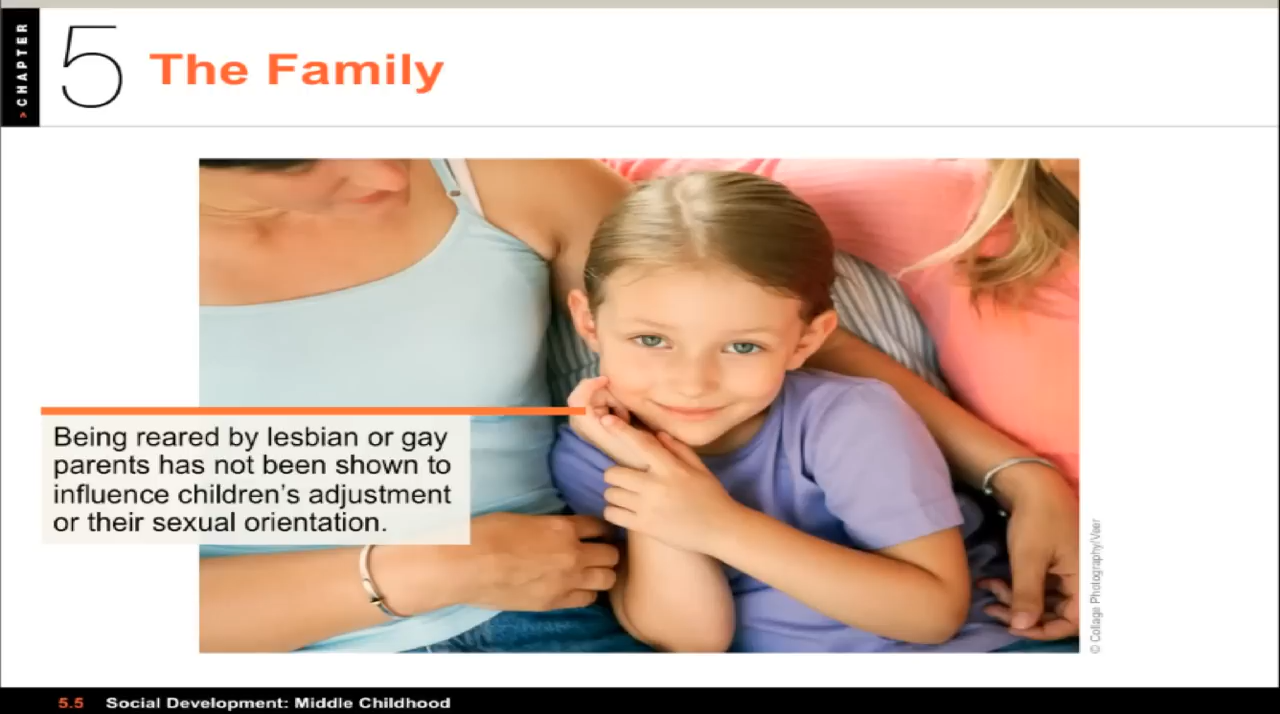 > CHAPTER
5
The Family
Being reared by lesbian or gay
parents has not been shown to
influence children's adjustment
or their sexual orientation.
© Collage Photography/Veer
5.5 Social Development: Middle Childhood